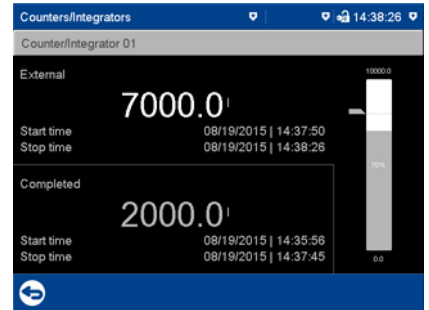 Counters/Integrators 14:38:26
Counter/Integrator 01
External
10000.0
7000.0 l
Start time 08/19/2015 | 14:37:50
Stop time 08/19/2015 | 14:38:26
70%
Completed
2000.0 l
Start time 08/19/2015 | 14:35:56
Stop time 08/19/2015 | 14:37:45
0.0